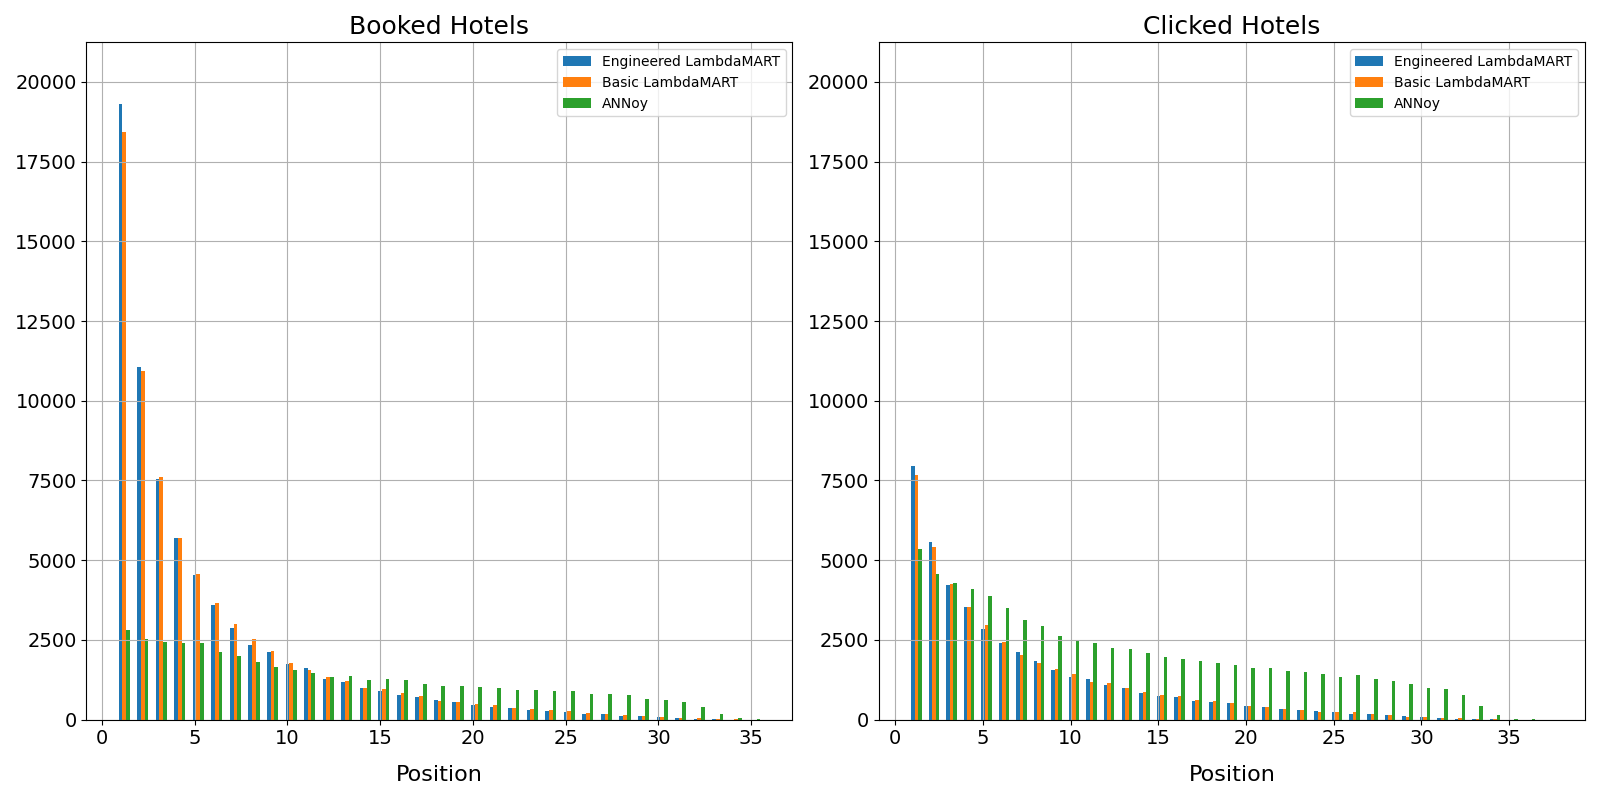 Booked Hotels
Engineered LambdaMART
Basic LambdaMART
ANNoy
20000
17500
15000
12500
10000
7500
5000
2500
0
0 5 10 15 20 25 30 35
Position
Clicked Hotels
Engineered LambdaMART
Basic LambdaMART
ANNoy
20000
17500
15000
12500
10000
7500
5000
2500
0
0 5 10 15 20 25 30 35
Position